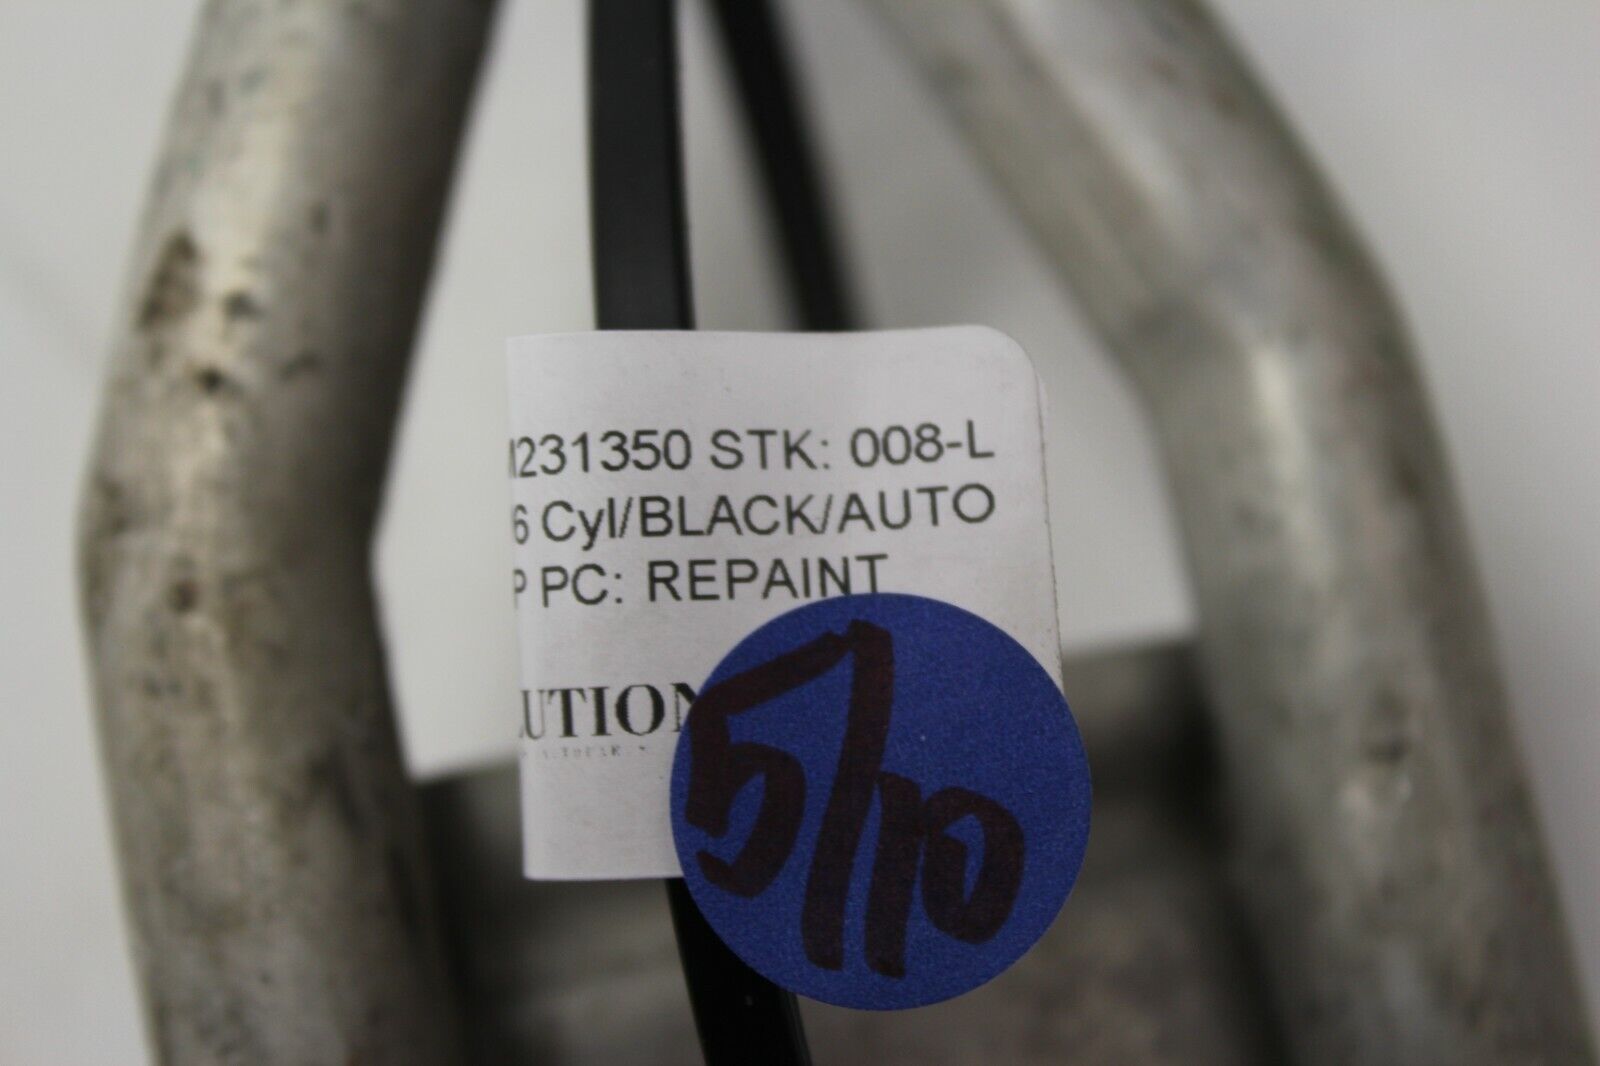 231350 STK: 008-L
6 Cyl/BLACK/AUTO
P PC: REPAINT
UTION
5/10